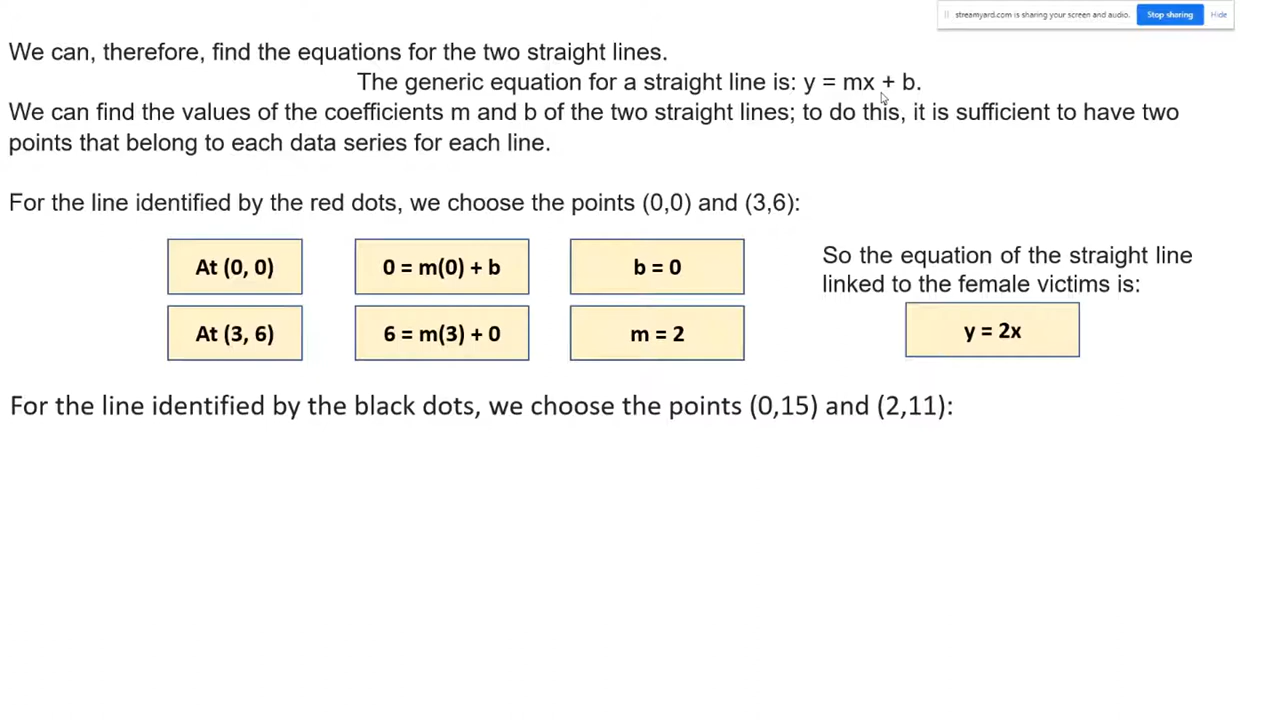 streamyard.com is sharing your screen and audio. Stop sharing Hide
We can, therefore, find the equations for the two straight lines.
The generic equation for a straight line is: y = mx + b.
We can find the values of the coefficients m and b of the two straight lines; to do this, it is sufficient to have two
points that belong to each data series for each line.
For the line identified by the red dots, we choose the points (0,0) and (3,6):
At (0, 0) 0 = m(0) + b b = 0
At (3, 6) 6 = m(3) + 0 m = 2
So the equation of the straight line
linked to the female victims is:
y = 2x
For the line identified by the black dots, we choose the points (0,15) and (2,11):